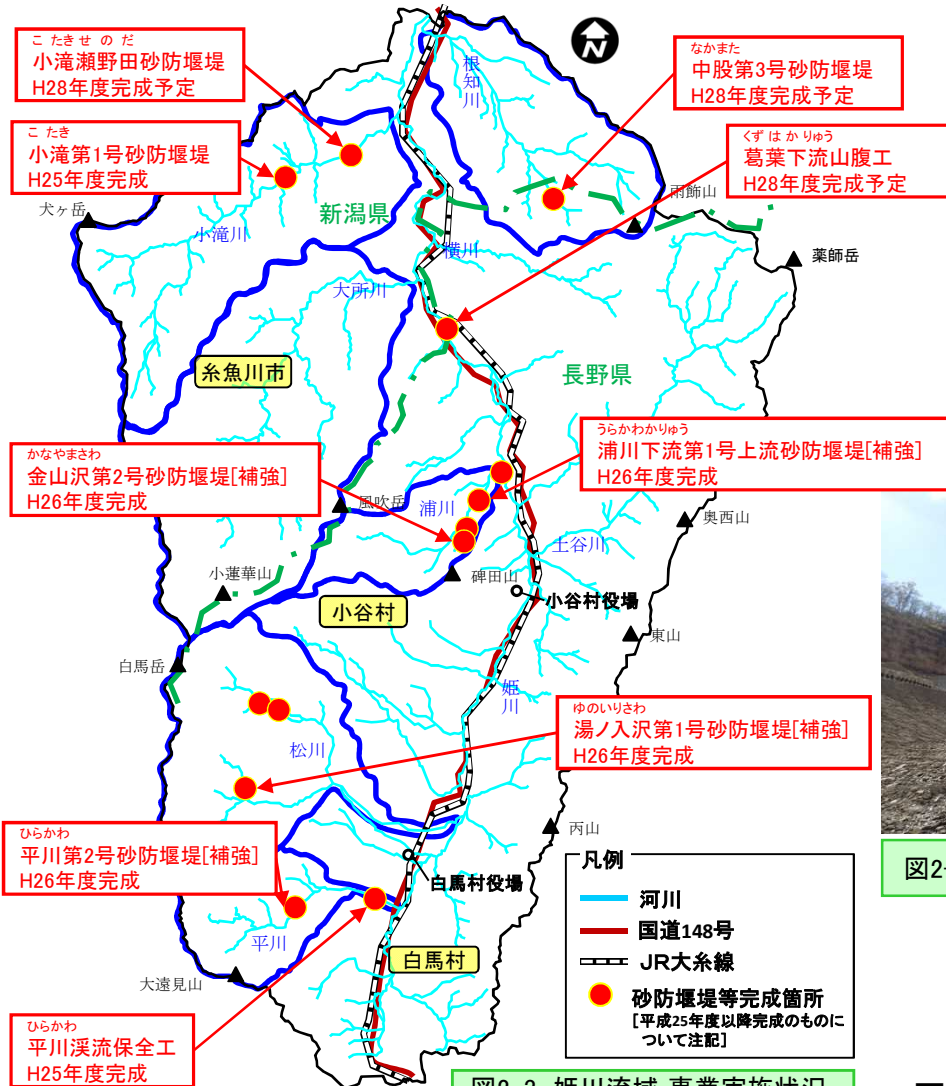 こ たき せ の だ
小滝瀬野田砂防堰堤
H28年度完成予定
こ たき
小滝第1号砂防堰堤
H25年度完成
N
なかまた
中股第3号砂防堰堤
H28年度完成予定
くず は か りゅう
葛葉下流山腹工
H28年度完成予定
根知川
犬ヶ岳
小滝川
新潟県
雨飾山
横川
薬師岳
大所川
糸魚川市
長野県
うらかわかりゅう
浦川下流第1号上流砂防堰堤[補強]
H26年度完成
かなやまさわ
金山沢第2号砂防堰堤[補強]
H26年度完成
風吹岳
浦川
奥西山
土谷川
小蓮華山
碑田山
小谷村役場
小谷村
東山
白馬岳
姫川
ゆのいりさわ
湯ノ入沢第1号砂防堰堤[補強]
H26年度完成
松川
ひらかわ
平川第2号砂防堰堤[補強]
H26年度完成
丙山
白馬村役場
平川
白馬村
大遠見山
ひらかわ
平川渓流保全工
H25年度完成
凡例
河川
国道148号
JR大糸線
砂防堰堤等完成箇所
[平成25年度以降完成のものに
ついて注記]
図2-
図2-2 姫川流域 事業実施状況